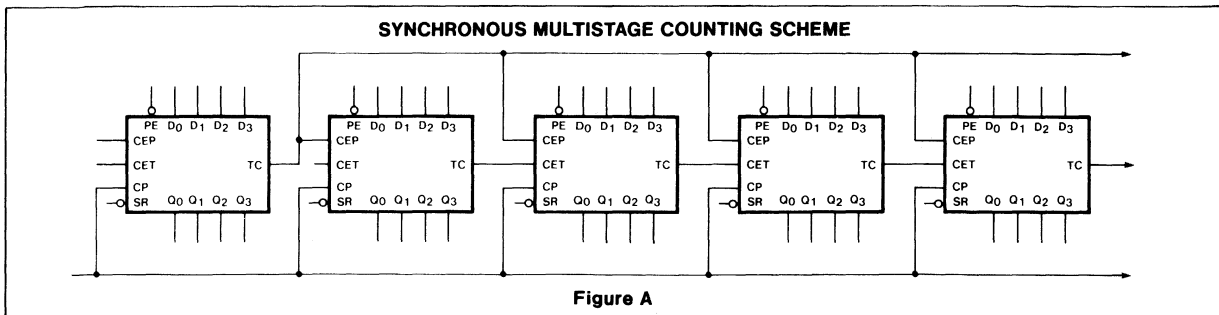 SYNCHRONOUS MULTISTAGE COUNTING SCHEME
PE D0 D1 D2 D3
CEP
CET TC
CP
SR Q0 Q1 Q2 Q3
PE D0 D1 D2 D3
CEP
CET TC
CP
SR Q0 Q1 Q2 Q3
PE D0 D1 D2 D3
CEP
CET TC
CP
SR Q0 Q1 Q2 Q3
PE D0 D1 D2 D3
CEP
CET TC
CP
SR Q0 Q1 Q2 Q3
PE D0 D1 D2 D3
CEP
CET TC
CP
SR Q0 Q1 Q2 Q3
Figure A